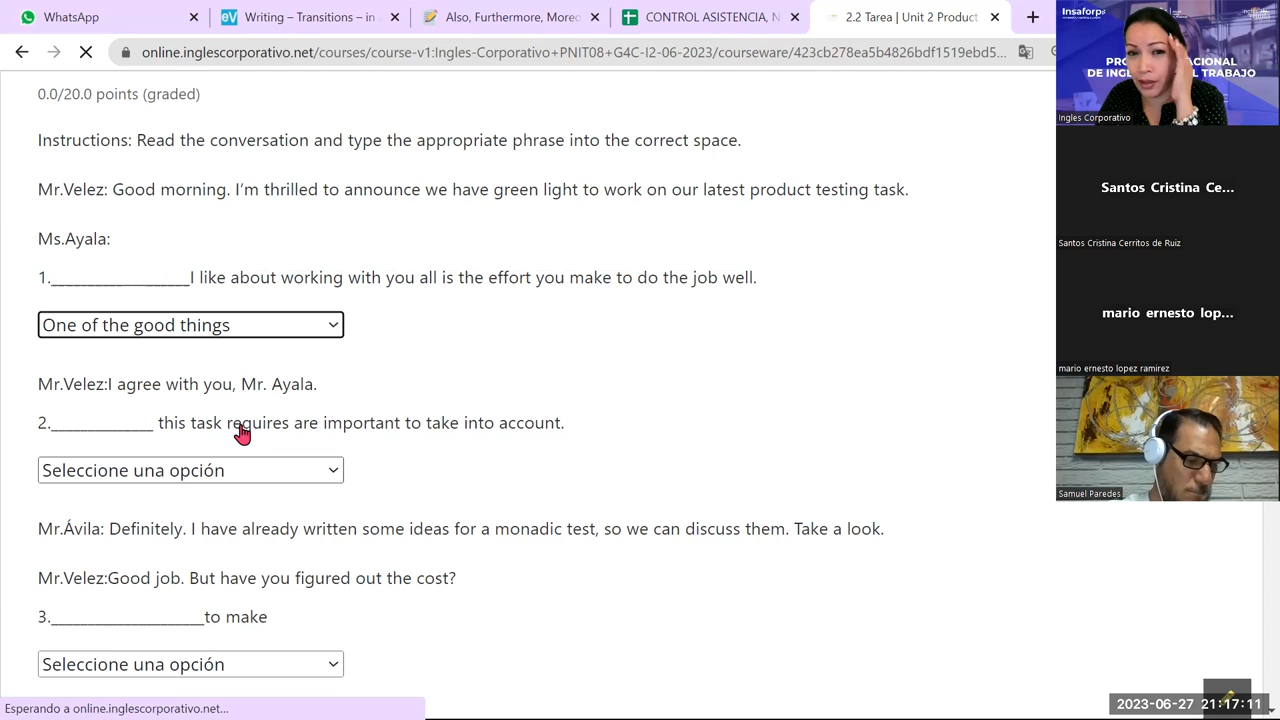 WhatsApp
Writing – Transitions
Also, Furthermore, More
CONTROL ASISTENCIA, N
2.2 Tarea | Unit 2 Product
online.inglescorporativo.net/courses/course-v1:Ingles-Corporativo+PNIT08+G4C-I2-06-2023/courseware/423cb278ea5b4826bdf1519ebd5...
0.0/20.0 points (graded)
Instructions: Read the conversation and type the appropriate phrase into the correct space.
Mr.Velez: Good morning. I’m thrilled to announce we have green light to work on our latest product testing task.
Ms.Ayala:
1.__________________I like about working with you all is the effort you make to do the job well.
One of the good things
Mr.Velez:I agree with you, Mr. Ayala.
2.____________ this task requires are important to take into account.
Seleccione una opción
Mr.Ávila: Definitely. I have already written some ideas for a monadic test, so we can discuss them. Take a look.
Mr.Velez:Good job. But have you figured out the cost?
3.__________________to make
Seleccione una opción
Esperando a online.inglescorporativo.net...
Insaforp
DE INGL L TRABAJO
Ingles Corporativo
Santos Cristina Ce...
Santos Cristina Cerritos de Ruiz
mario ernesto lop...
mario ernesto lopez ramirez
Samuel Paredes
2023-06-27 21:17:11